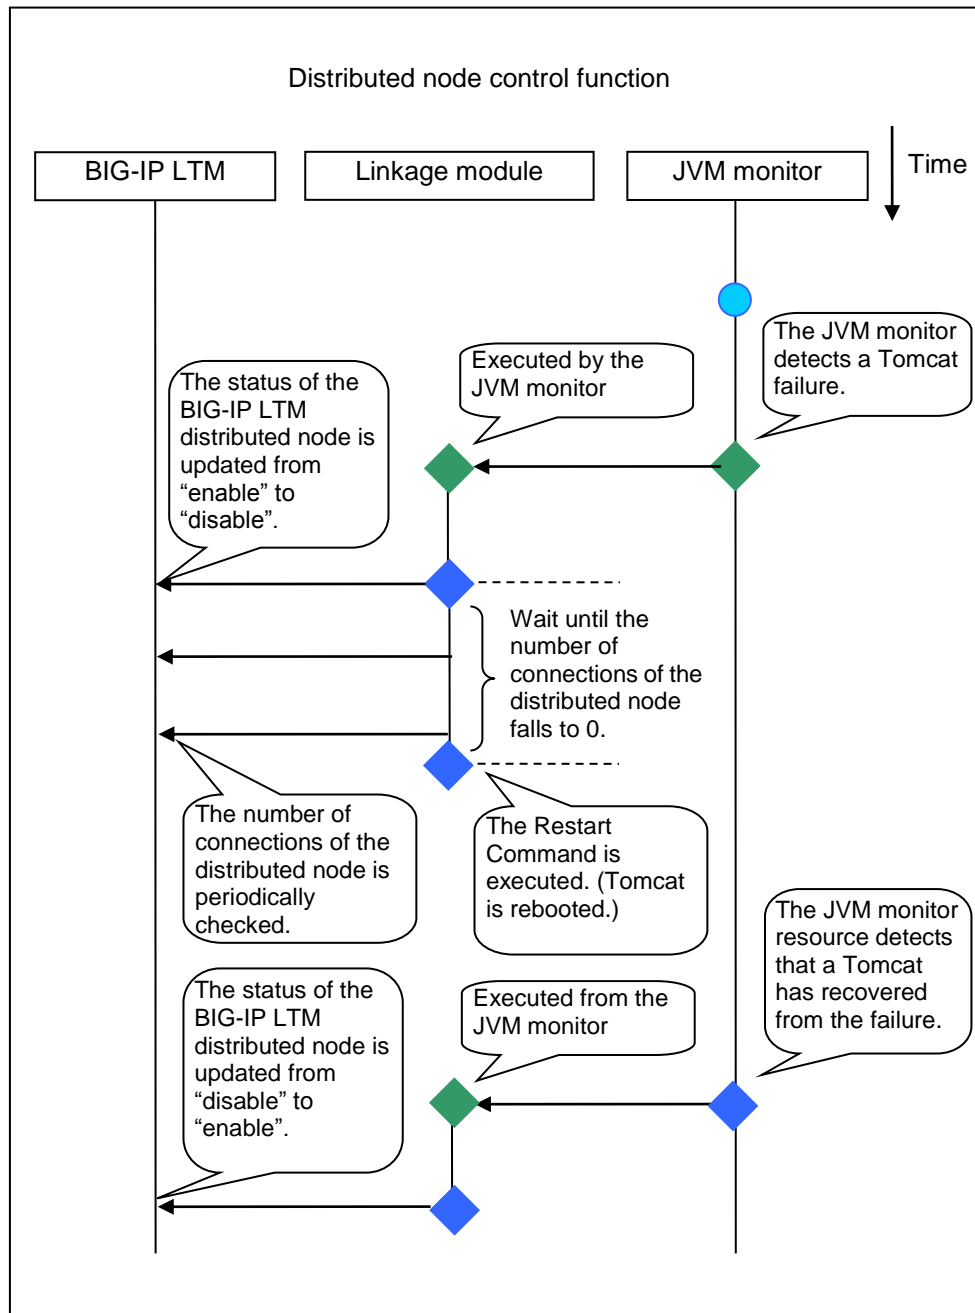 Distributed node control function
BIG-IP LTM
Linkage module
JVM monitor
Time
The JVM monitor
detects a Tomcat
failure.
Executed by the
JVM monitor
The status of the
BIG-IP LTM
distributed node is
updated from
“enable” to
“disable”.
Wait until the
number of
connections of the
distributed node
falls to 0.
The number of
connections of the
distributed node is
periodically
checked.
The Restart
Command is
executed. (Tomcat
is rebooted.)
The JVM monitor
resource detects
that a Tomcat
has recovered
from the failure.
Executed from the
JVM monitor
The status of the
BIG-IP LTM
distributed node is
updated from
“disable” to
“enable”.